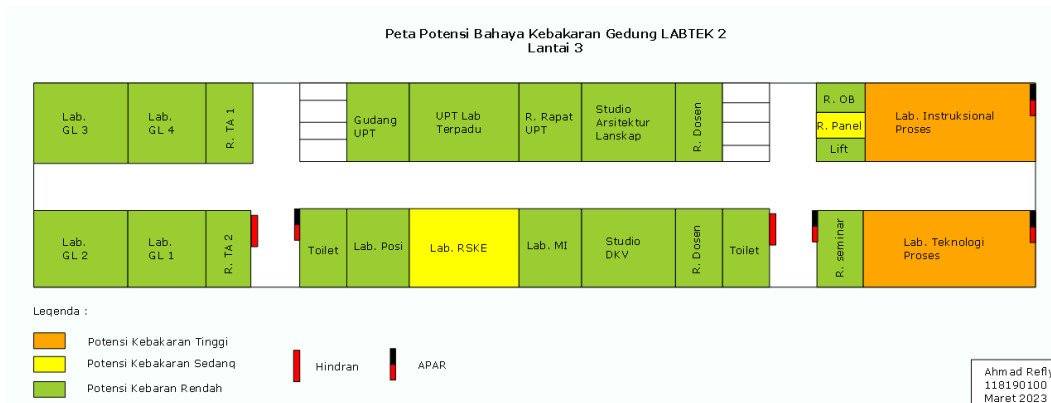 Peta Potensi Bahaya Kebakaran Gedung LABTEK 2
Lantai 3
Lab.
GL 3
Lab.
GL 4
R. TA 1
Gudang
UPT
UPT Lab
Terpadu
R. Rapat
UPT
Studio
Arsitektur
Lanskap
R. Dosen
R. OB
R. Panel
Lift
Lab. Instruksional
Proses
Lab.
GL 2
Lab.
GL 1
R. TA 2
Toilet
Lab. Posi
Lab. RSKE
Lab. MI
Studio
DKV
R. Dosen
Toilet
R. seminar
Lab. Teknologi
Proses
Legenda :
Potensi Kebakaran Tinggi
Potensi Kebakaran Sedang
Potensi Kebaran Rendah
Hindran
APAR
Ahmad Refly
118190100
Maret 2023